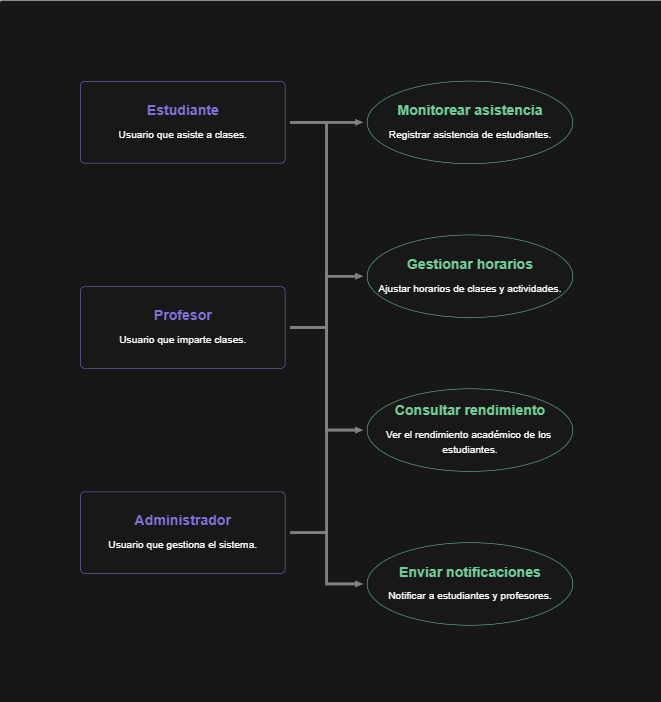 Estudiante
Usuario que asiste a clases.
Profesor
Usuario que imparte clases.
Administrador
Usuario que gestiona el sistema.
Monitorear asistencia
Registrar asistencia de estudiantes.
Gestionar horarios
Ajustar horarios de clases y actividades.
Consultar rendimiento
Ver el rendimiento académico de los
estudiantes.
Enviar notificaciones
Notificar a estudiantes y profesores.